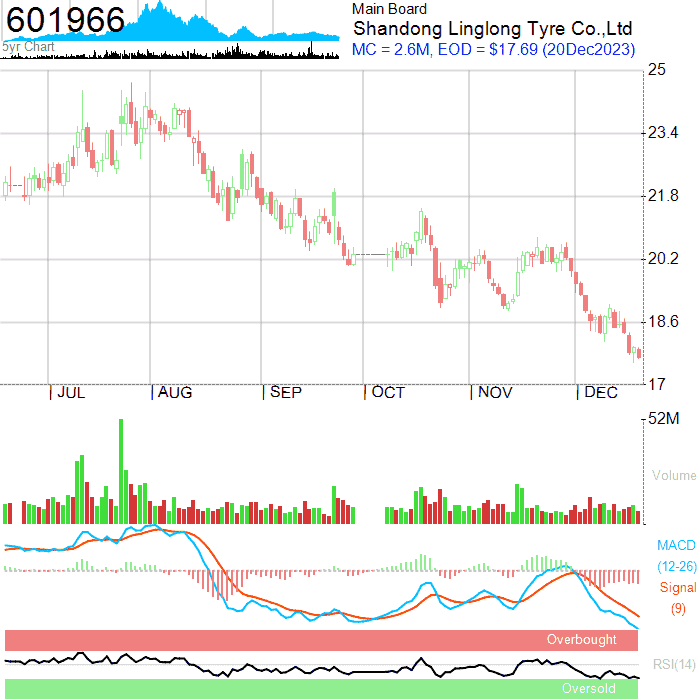 601966
5yr Chart
Main Board
Shandong Linglong Tyre Co.,Ltd
MC = 2.6M, EOD = $17.69 (20Dec2023)
25
23.4
21.8
20.2
18.6
17
JUL AUG SEP OCT NOV DEC
52M
Volume
MACD
(12-26)
Signal
(9)
Overbought
RSI(14)
Oversold